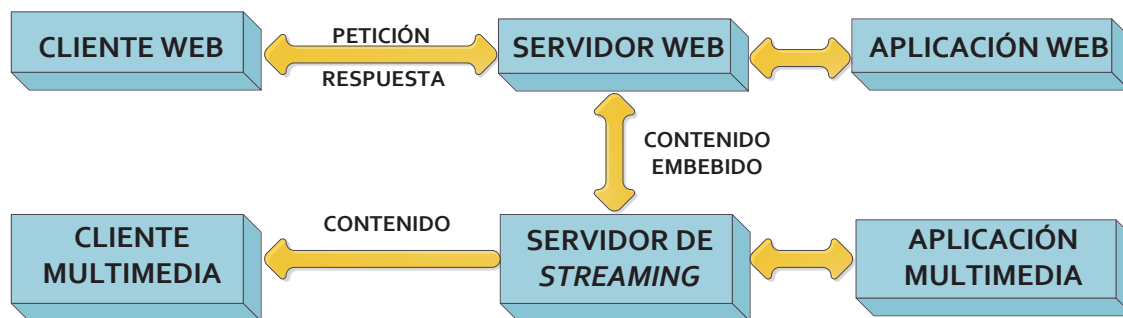 CLIENTE WEB
PETICIÓN
RESPUESTA
SERVIDOR WEB
APLICACIÓN WEB
CONTENIDO
EMBEBIDO
CLIENTE
MULTIMEDIA
CONTENIDO
SERVIDOR DE
STREAMING
APLICACIÓN
MULTIMEDIA